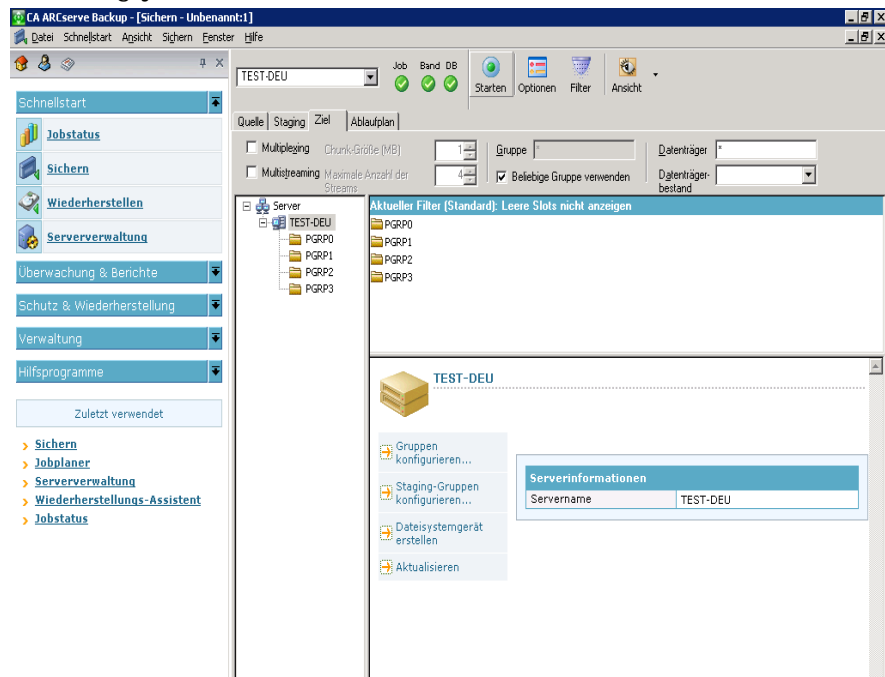 CA ARCserve Backup - [Sichern - Unbenannt:1]
Datei Schnellstart Ansicht Sichern Fenster Hilfe
TEST-DEU
Job Band DB
Starten Optionen Filter Ansicht
Schnellstart
Jobstatus
Sichern
Wiederherstellen
Serververwaltung
Überwachung & Berichte
Schutz & Wiederherstellung
Verwaltung
Hilfsprogramme
Zuletzt verwendet
Sichern
Jobplaner
Serververwaltung
Wiederherstellungs-Assistent
Jobstatus
Quelle Staging Ziel Ablaufplan
Multiplexing Chunk-Größe (MB) 1 Gruppe * Datenträger *
Multistreaming Maximale Anzahl der 4 Beliebige Gruppe verwenden Datenträger-
Streams bestand
Server
TEST-DEU
PGRP0
PGRP1
PGRP2
PGRP3
Aktueller Filter (Standard): Leere Slots nicht anzeigen
PGRP0
PGRP1
PGRP2
PGRP3
TEST-DEU
Gruppen
konfigurieren...
Staging-Gruppen
konfigurieren...
Dateisystemgerät
erstellen
Aktualisieren
Serverinformationen
Servername TEST-DEU